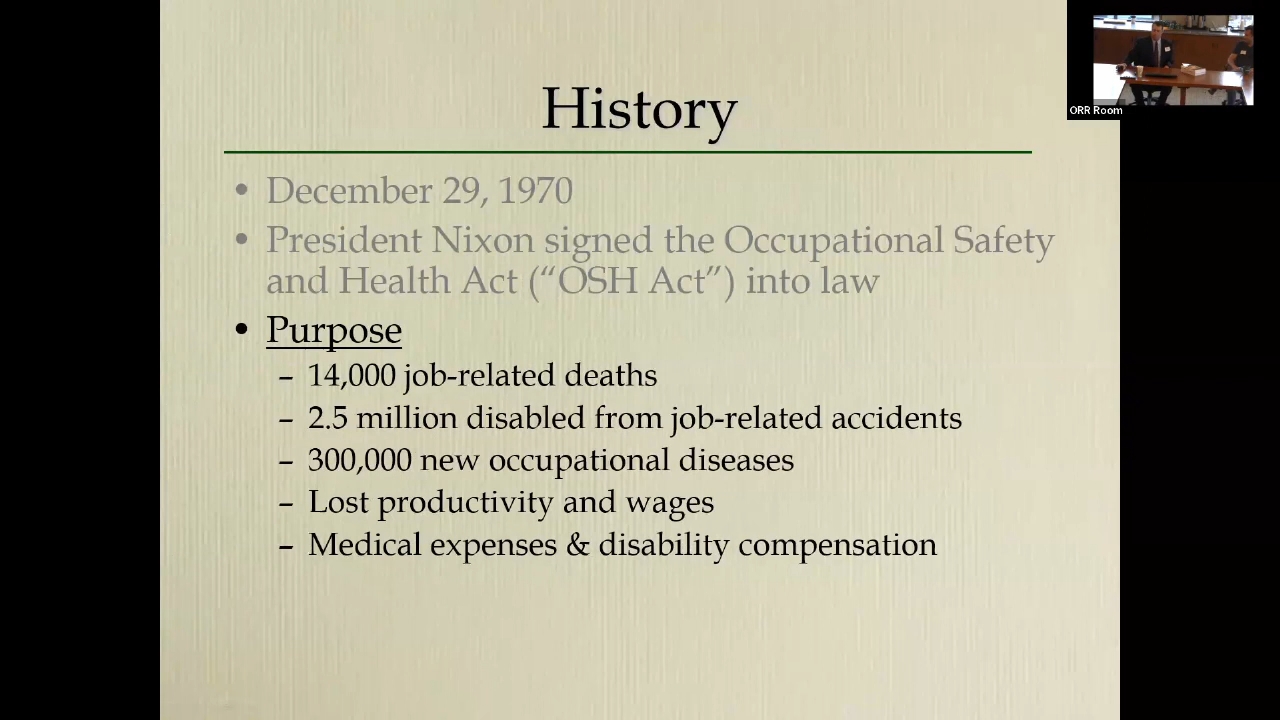 History
• December 29, 1970
• President Nixon signed the Occupational Safety
and Health Act (“OSH Act”) into law
• Purpose
– 14,000 job-related deaths
– 2.5 million disabled from job-related accidents
– 300,000 new occupational diseases
– Lost productivity and wages
– Medical expenses & disability compensation
ORR Room